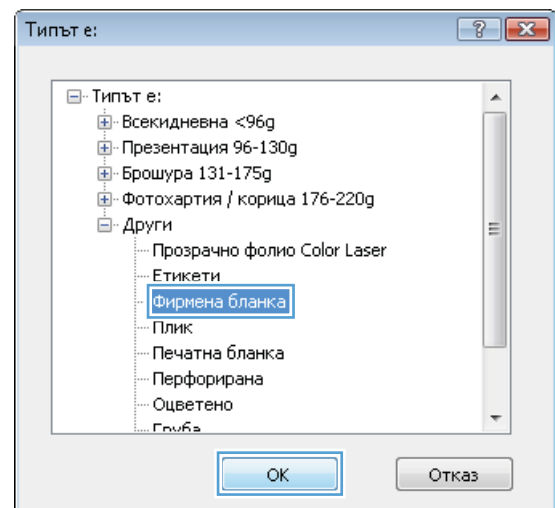 Типът е:
Типът е:
Всекидневна <96g
Презентация 96-130g
Брошура 131-175g
Фотохартия / корица 176-220g
Други
Прозрачно фолио Color Laser
Етикети
Фирмена бланка
Плик
Печатна бланка
Перфорирана
Оцветено
Груба
OK
Отказ